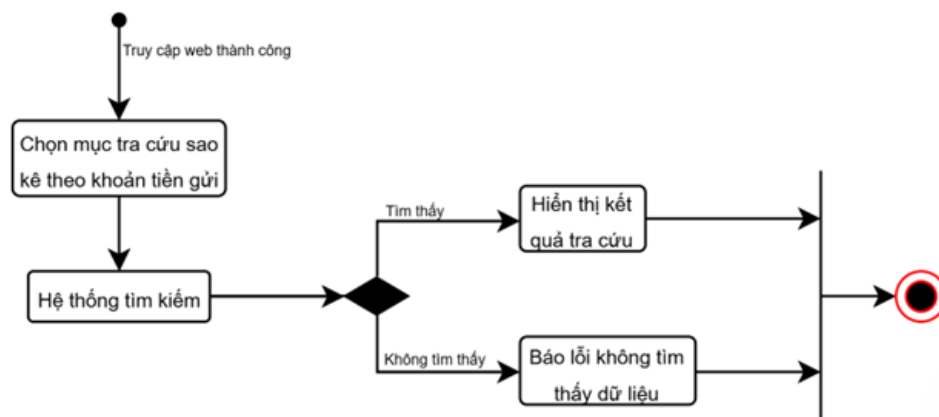 Truy cập web thành công
Chọn mục tra cứu sao
kê theo khoản tiền gửi
Hệ thống tìm kiếm
Tìm thấy
Hiển thị kết
quả tra cứu
Không tìm thấy
Báo lỗi không tìm
thấy dữ liệu